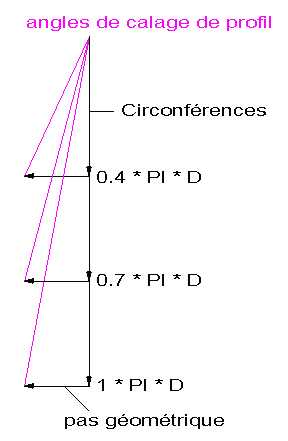 angles de calage de profil
Circonférences
0.4 * PI * D
0.7 * PI * D
1 * PI * D
pas géométrique